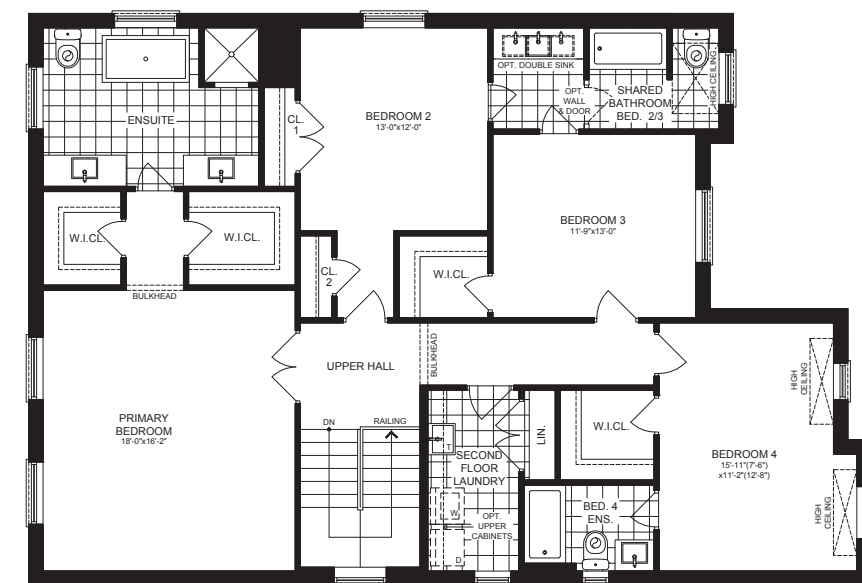 ENSUITE
CL.
1
BEDROOM 2
13'-0"x12'-0"
OPT. DOUBLE SINK
OPT.
WALL
& DOOR
SHARED
BATHROOM
BED. 2/3
HIGH CEILING
W.I.CL.
W.I.CL.
BULKHEAD
CL.
2
W.I.CL.
BEDROOM 3
11'-9"x13'-0"
UPPER HALL
BULKHEAD
PRIMARY
BEDROOM
18'-0"x16'-2"
DN
RAILING
T
SECOND
FLOOR
LAUNDRY
W
OPT.
UPPER
CABINETS
D
LIN.
W.I.CL.
BED. 4
ENS.
BEDROOM 4
15'-11"(7'-6")
x11'-2"(12'-8")
HIGH
CEILING
HIGH
CEILING